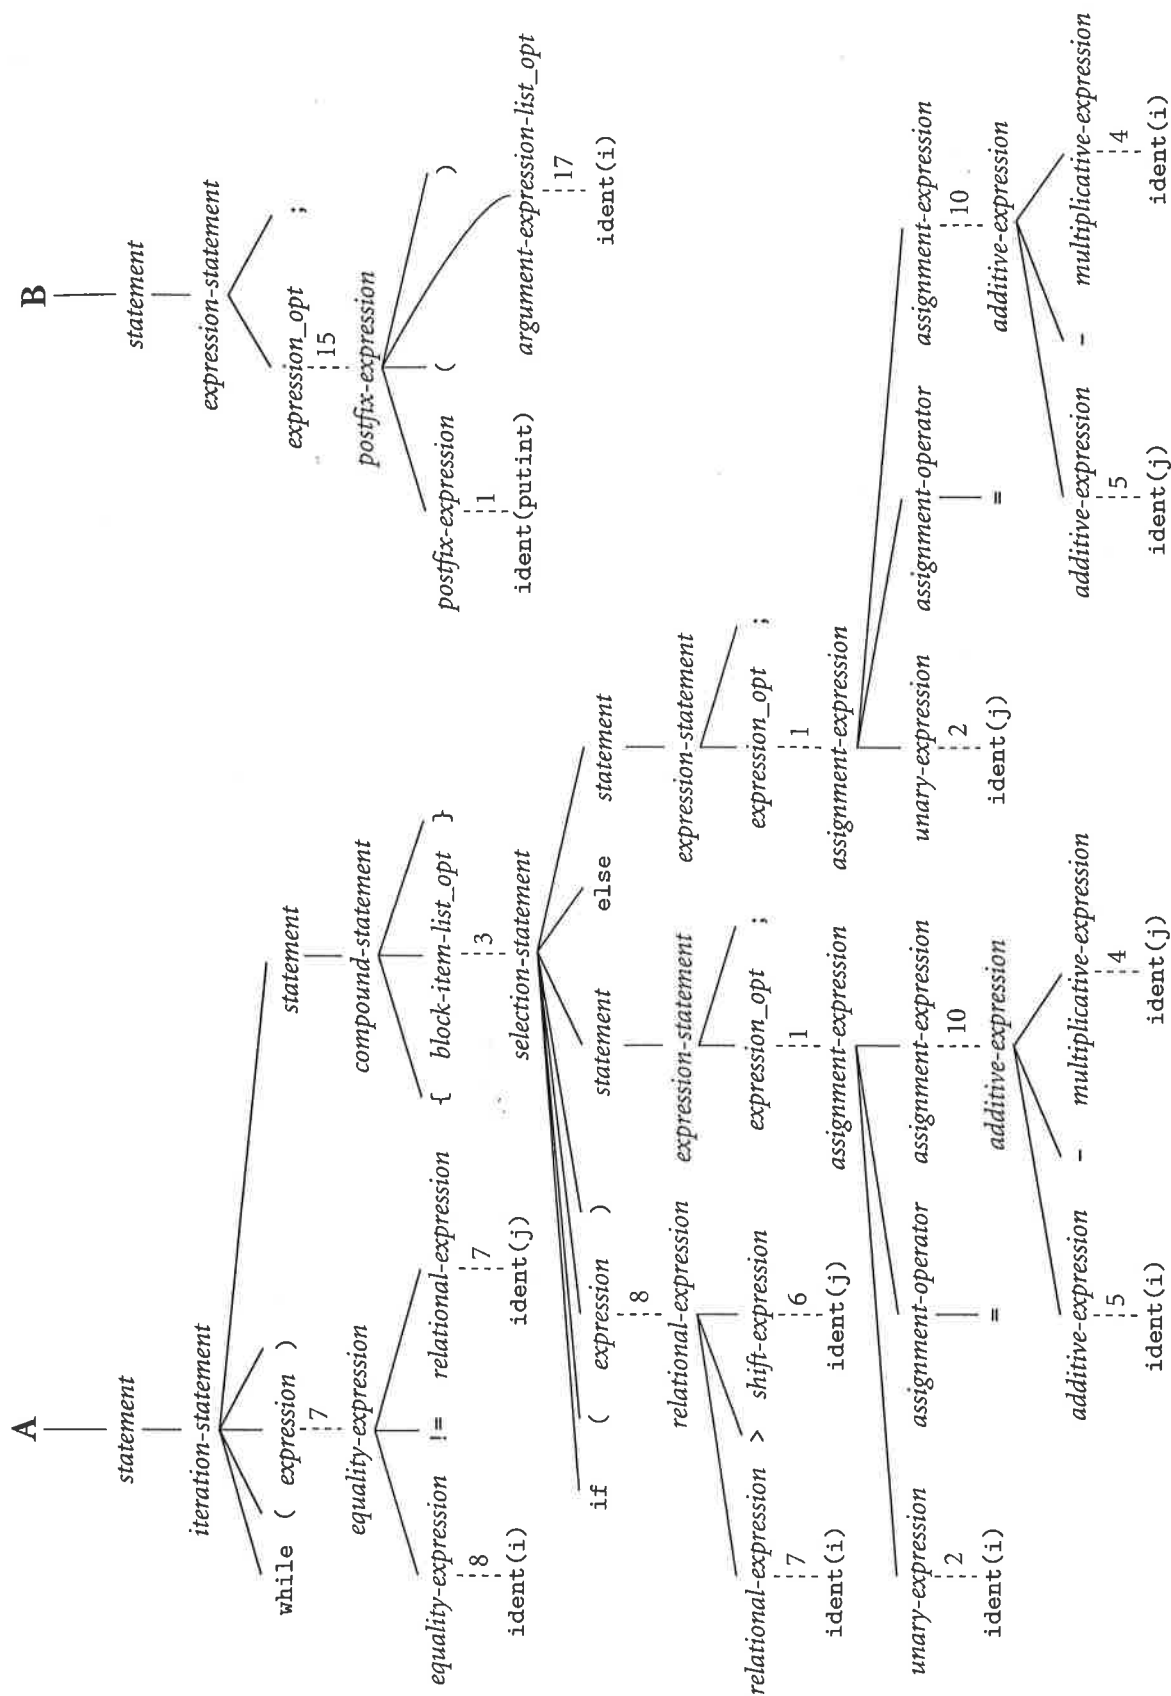 A B
statement statement
iteration-statement expression-statement
while ( expression ) statement expression_opt ;
7 15
equality-expression compound-statement postfix-expression
equality-expression != relational-expression { block-item-list_opt } postfix-expression ( )
8 7 3 1
ident(i) ident(j) selection-statement ident(putint) argument-expression-list_opt
17
if ( expression ) statement else statement ident(i)
8
relational-expression expression-statement expression-statement
relational-expression > shift-expression expression_opt ; expression_opt ;
7 6 1 1
ident(i) ident(j) assignment-expression assignment-expression
unary-expression assignment-operator assignment-expression unary-expression assignment-operator assignment-expression
2 10 2 10
ident(i) = additive-expression ident(j) = additive-expression
additive-expression - multiplicative-expression additive-expression - multiplicative-expression
5 4 5 4
ident(i) ident(j) ident(j) ident(i)